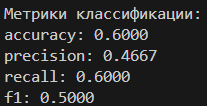 Метрики классификации:
accuracy: 0.6000
precision: 0.4667
recall: 0.6000
f1: 0.5000